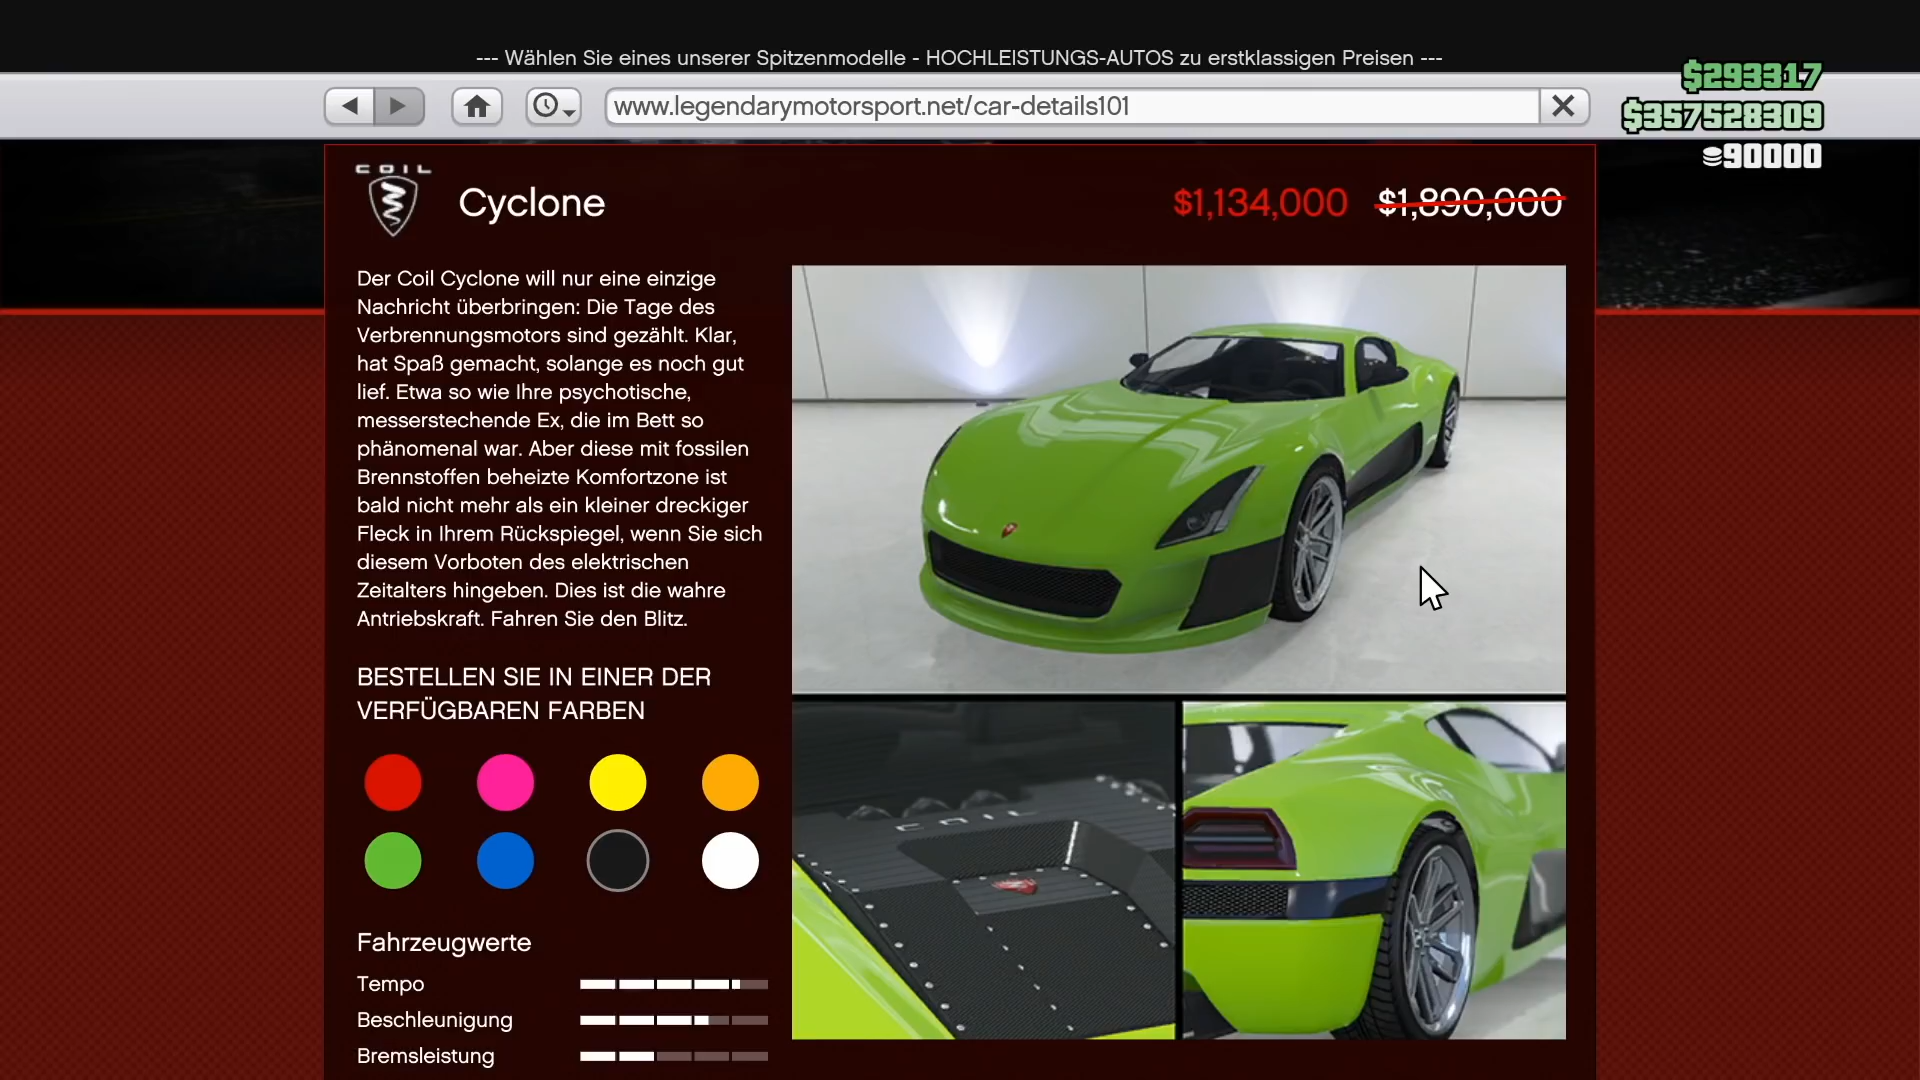 --- Wählen Sie eines unserer Spitzenmodelle - HOCHLEISTUNGS-AUTOS zu erstklassigen Preisen ---
www.legendarymotorsport.net/car-details101
$293317
$357528309
90000
COIL
Cyclone
$1,134,000 $1,890,000
Der Coil Cyclone will nur eine einzige
Nachricht überbringen: Die Tage des
Verbrennungsmotors sind gezählt. Klar,
hat Spaß gemacht, solange es noch gut
lief. Etwa so wie Ihre psychotische,
messerstechende Ex, die im Bett so
phänomenal war. Aber diese mit fossilen
Brennstoffen beheizte Komfortzone ist
bald nicht mehr als ein kleiner dreckiger
Fleck in Ihrem Rückspiegel, wenn Sie sich
diesem Vorboten des elektrischen
Zeitalters hingeben. Dies ist die wahre
Antriebskraft. Fahren Sie den Blitz.
BESTELLEN SIE IN EINER DER
VERFÜGBAREN FARBEN
Fahrzeugwerte
Tempo
Beschleunigung
Bremsleistung
COIL